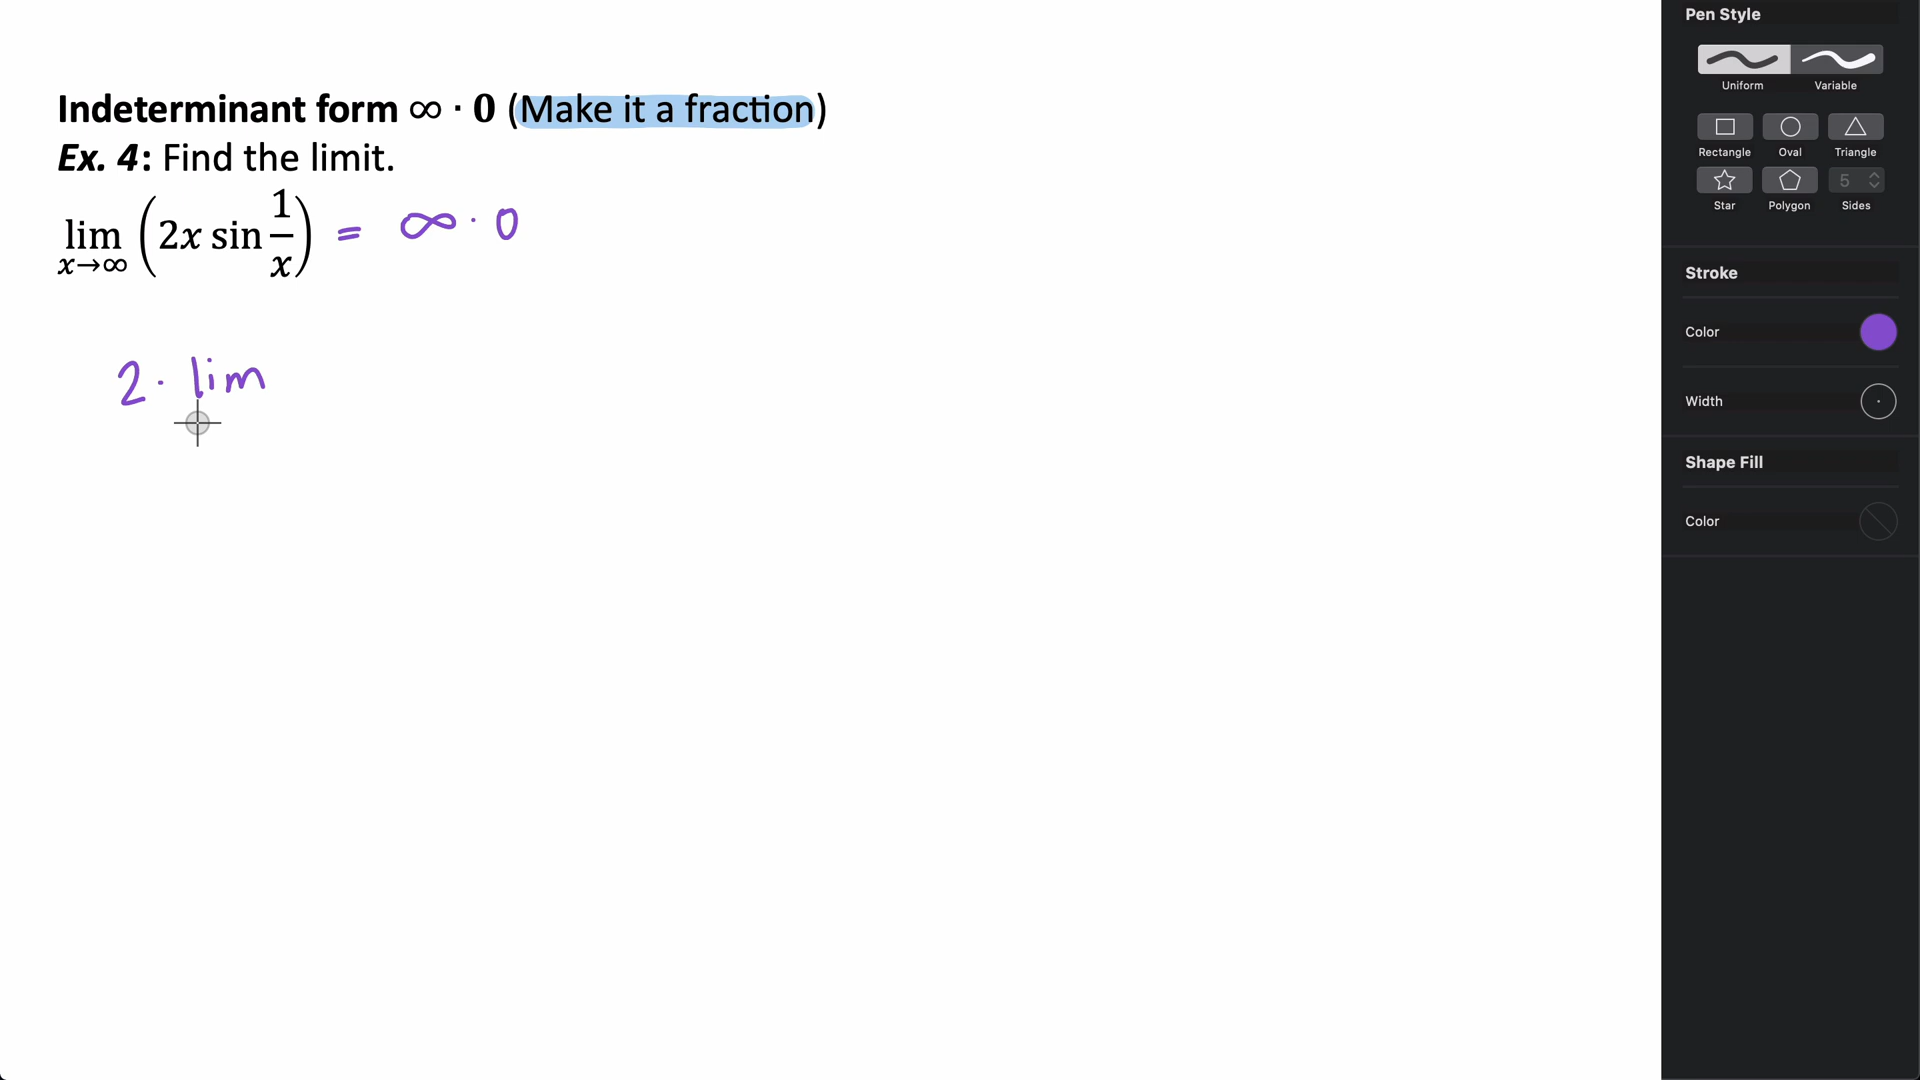 Indeterminant form ∞ · 0 (Make it a fraction)
Ex. 4: Find the limit.
lim x→∞ (2x sin 1/x) = ∞ · 0
2 · lim
Pen Style
Uniform Variable
Rectangle Oval Triangle
5
Star Polygon Sides
Stroke
Color
Width
Shape Fill
Color